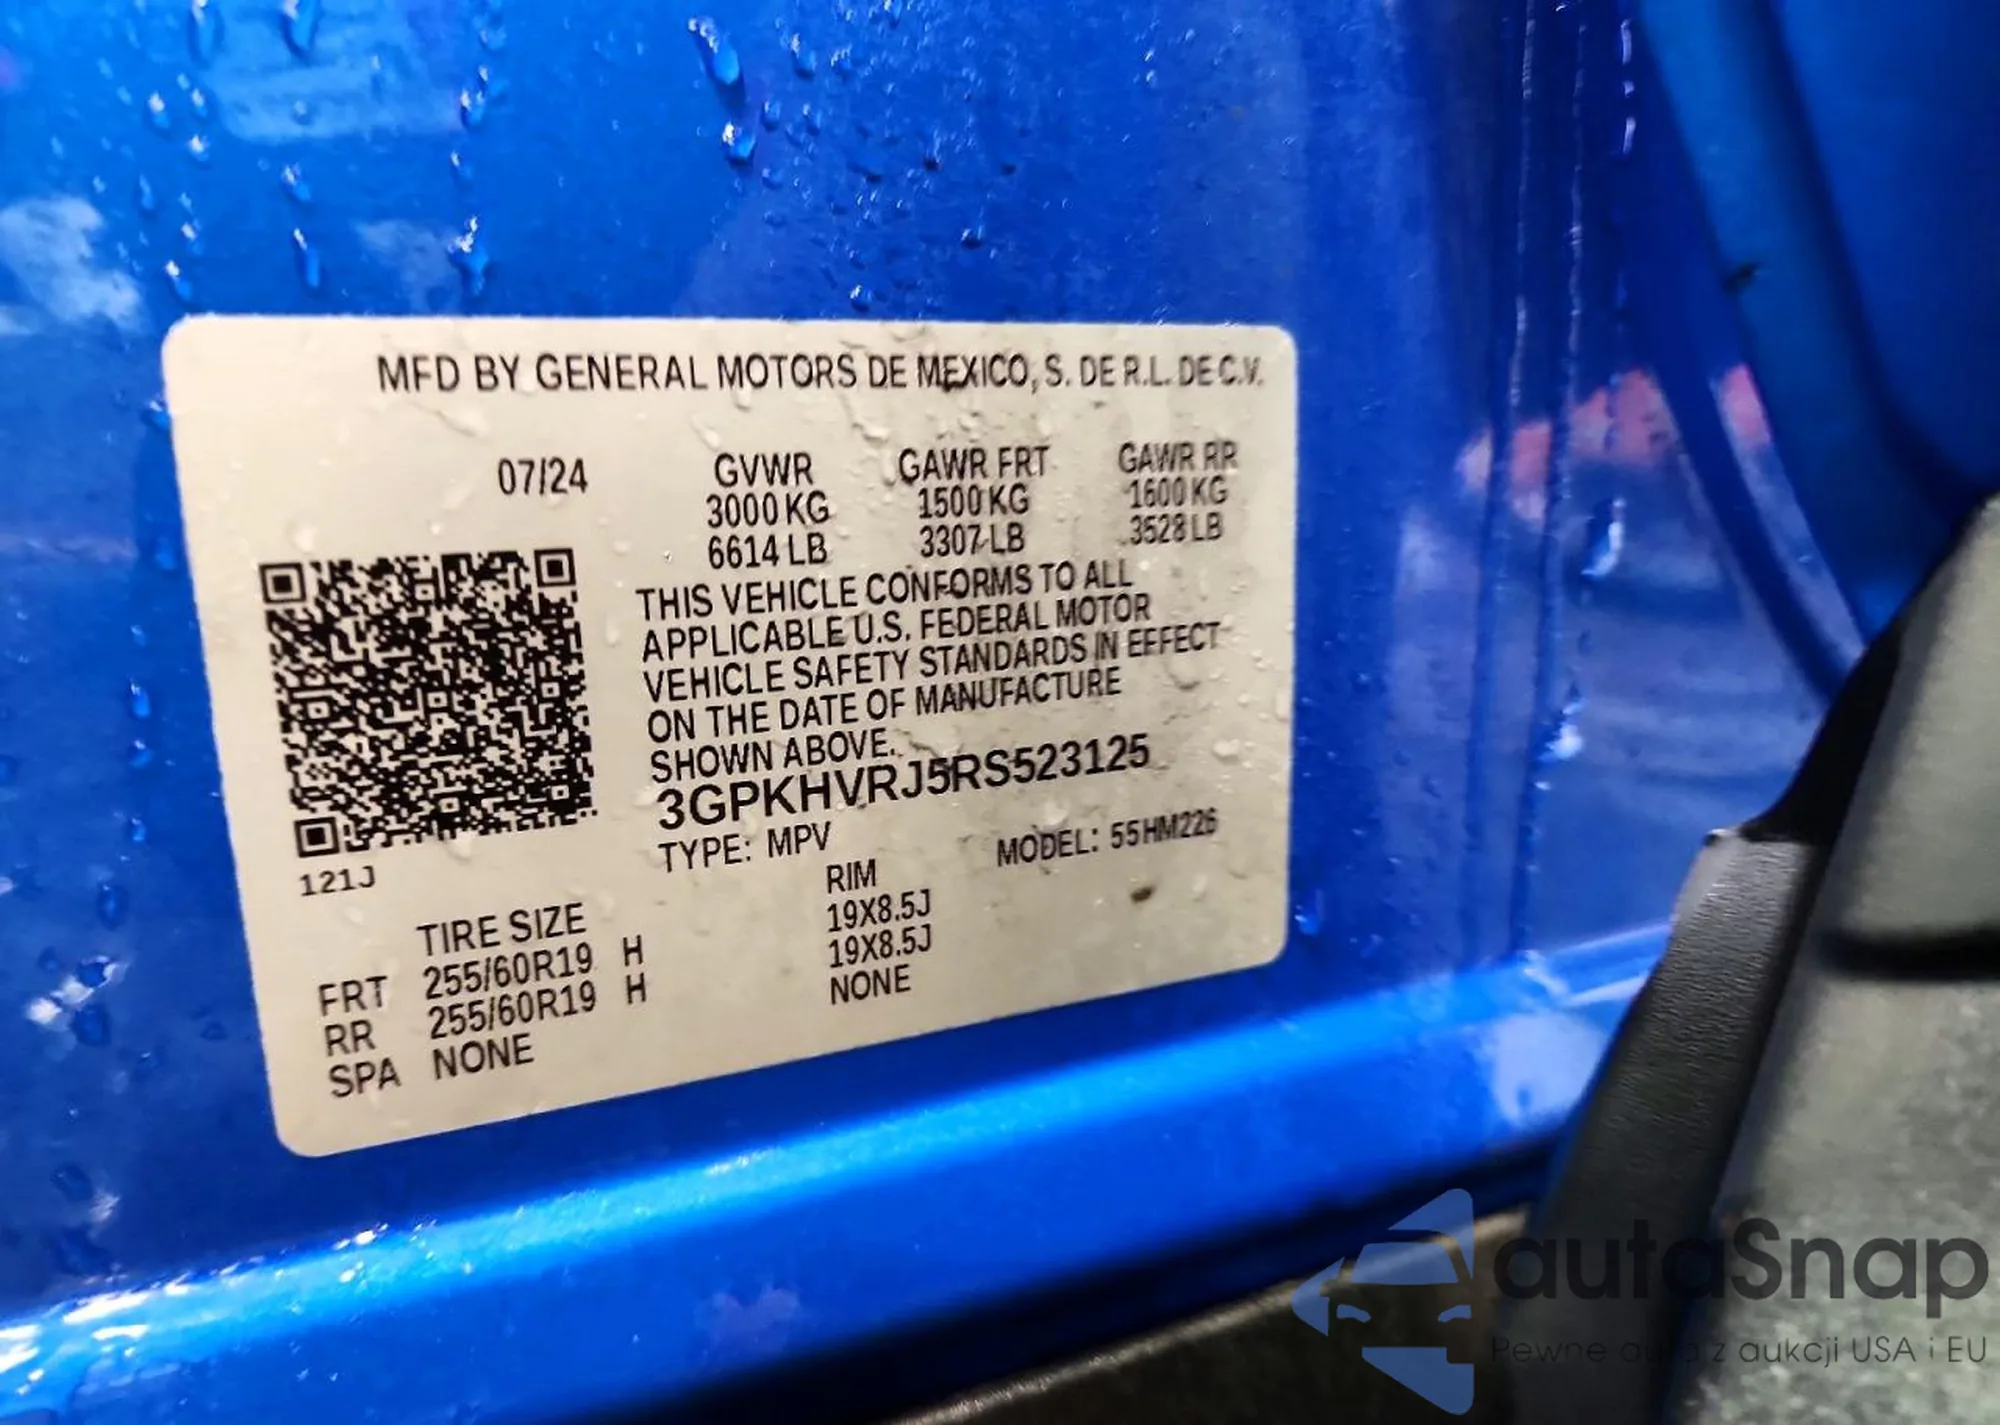 MFD BY GENERAL MOTORS DE MEXICO, S. DE R.L. DE C.V.
07/24 GVWR GAWR FRT GAWR RR
3000 KG 1500 KG 1600 KG
6614 LB 3307 LB 3528 LB
THIS VEHICLE CONFORMS TO ALL
APPLICABLE U.S. FEDERAL MOTOR
VEHICLE SAFETY STANDARDS IN EFFECT
ON THE DATE OF MANUFACTURE
SHOWN ABOVE.
3GPKHVRJ5RS523125
TYPE: MPV MODEL: 55HM226
121J
TIRE SIZE RIM
FRT 255/60R19 H 19X8.5J
RR 255/60R19 H 19X8.5J
SPA NONE NONE
autaSnap
Pewne auta z aukcji USA i EU